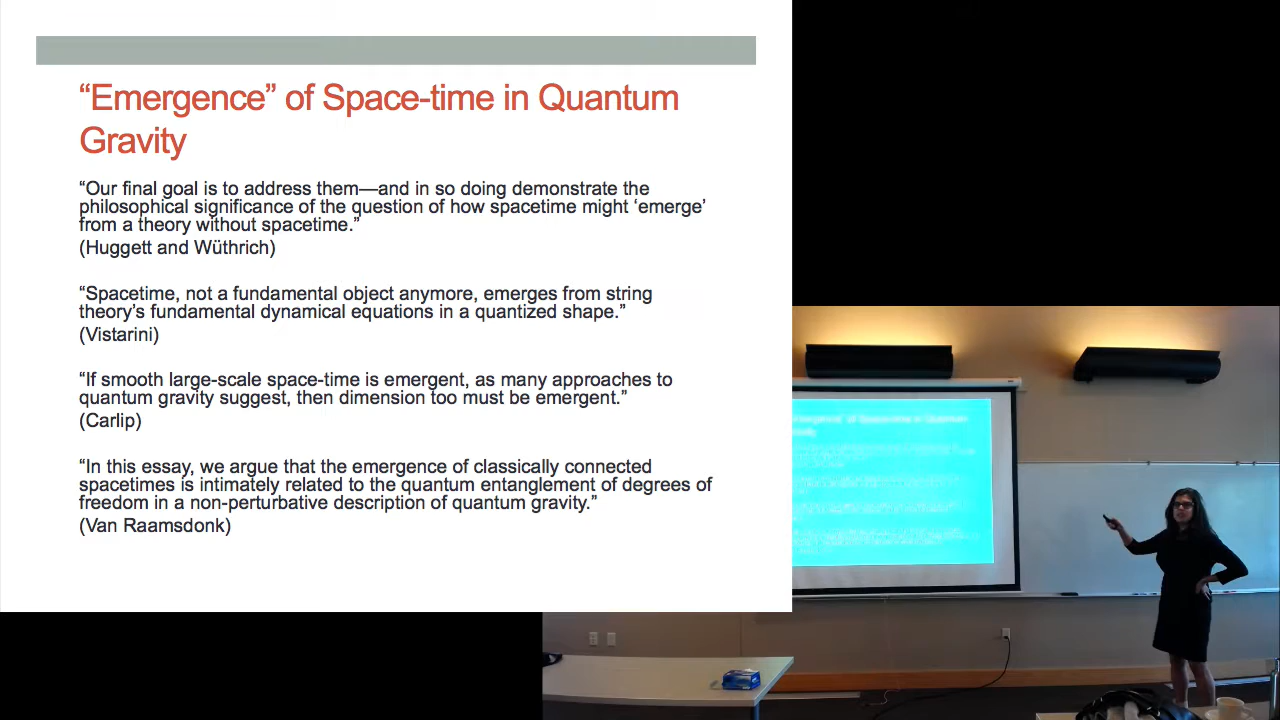 “Emergence” of Space-time in Quantum
Gravity
“Our final goal is to address them—and in so doing demonstrate the
philosophical significance of the question of how spacetime might ‘emerge’
from a theory without spacetime.”
(Huggett and Wüthrich)
“Spacetime, not a fundamental object anymore, emerges from string
theory’s fundamental dynamical equations in a quantized shape.”
(Vistarini)
“If smooth large-scale space-time is emergent, as many approaches to
quantum gravity suggest, then dimension too must be emergent.”
(Carlip)
“In this essay, we argue that the emergence of classically connected
spacetimes is intimately related to the quantum entanglement of degrees of
freedom in a non-perturbative description of quantum gravity.”
(Van Raamsdonk)